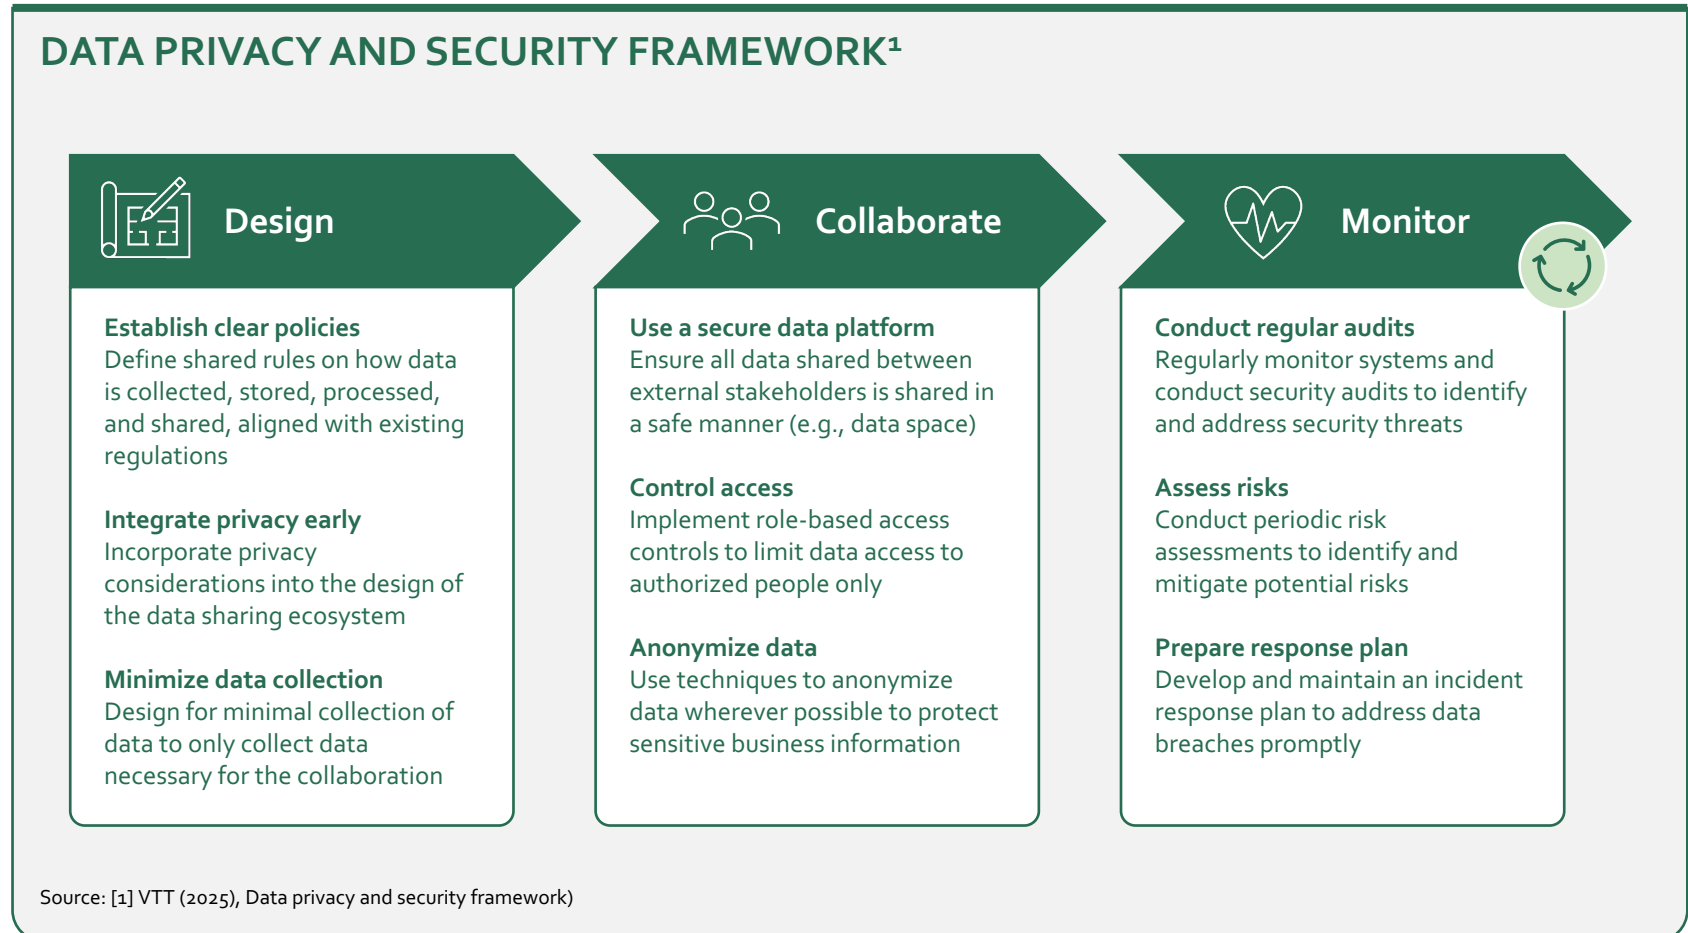 DATA PRIVACY AND SECURITY FRAMEWORK¹
Design
Establish clear policies
Define shared rules on how data
is collected, stored, processed,
and shared, aligned with existing
regulations
Integrate privacy early
Incorporate privacy
considerations into the design of
the data sharing ecosystem
Minimize data collection
Design for minimal collection of
data to only collect data
necessary for the collaboration
Collaborate
Use a secure data platform
Ensure all data shared between
external stakeholders is shared in
a safe manner (e.g., data space)
Control access
Implement role-based access
controls to limit data access to
authorized people only
Anonymize data
Use techniques to anonymize
data wherever possible to protect
sensitive business information
Monitor
Conduct regular audits
Regularly monitor systems and
conduct security audits to identify
and address security threats
Assess risks
Conduct periodic risk
assessments to identify and
mitigate potential risks
Prepare response plan
Develop and maintain an incident
response plan to address data
breaches promptly
Source: [1] VTT (2025), Data privacy and security framework)